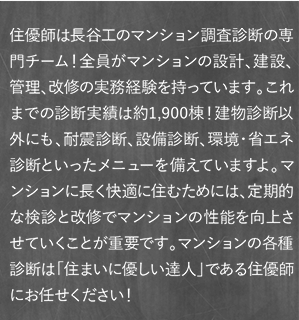 住優師は長谷工のマンション調査診断の専
門チーム！全員がマンションの設計、建設、
管理、改修の実務経験を持っています。これ
までの診断実績は約1,900棟！建物診断以
外にも、耐震診断、設備診断、環境・省エネ
診断といったメニューを備えていますよ。マ
ンションに長く快適に住むためには、定期的
な検診と改修でマンションの性能を向上さ
せていくことが重要です。マンションの各種
診断は「住まいに優しい達人」である住優師
にお任せください！